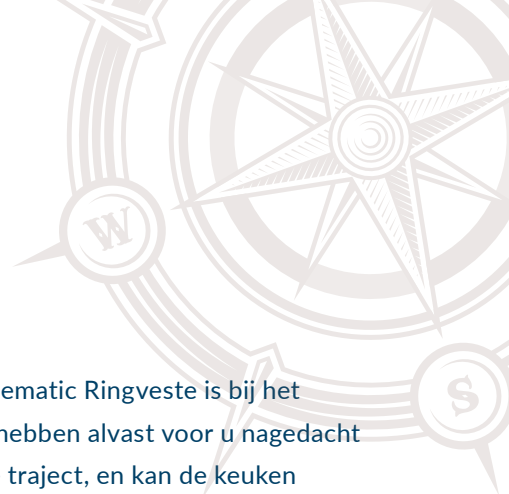 W
S
ematic Ringveste is bij het
hebben alvast voor u nagedacht
traject, en kan de keuken